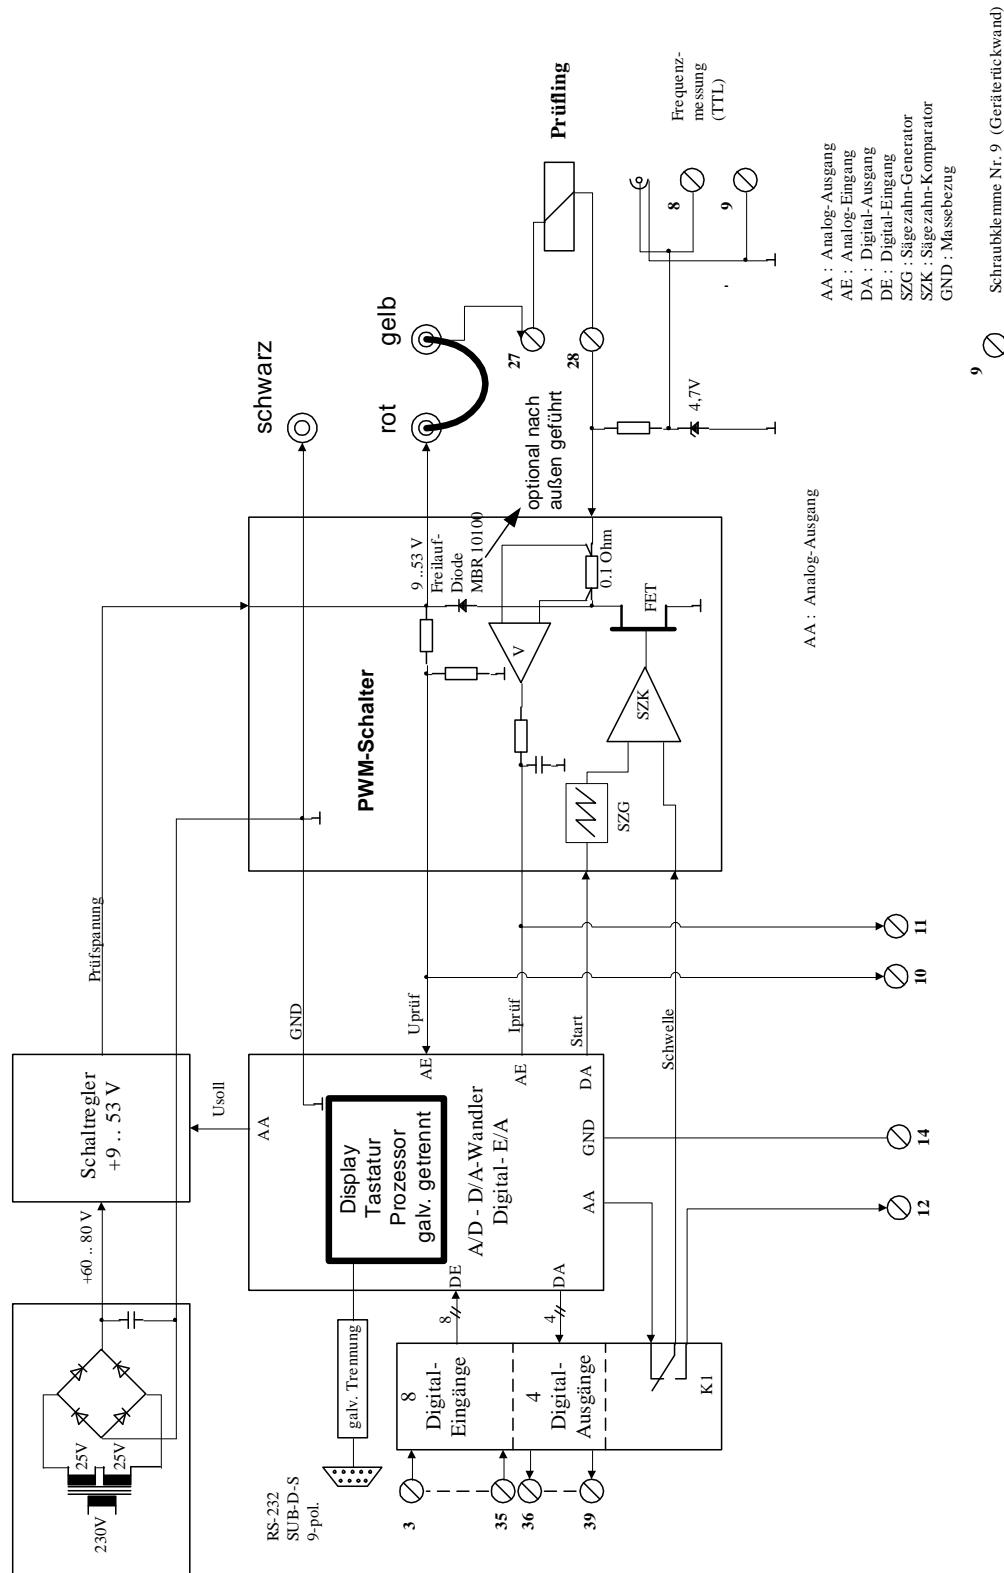 230V
25V
25V
+60 .. 80 V
Schaltregler
+9 .. 53 V
Prüfspanung
Usoll
AA
GND
Display
Tastatur
Prozessor
galv. getrennt
A/D - D/A-Wandler
Digital- E/A
AE
Uprüf
AE
Iprüf
DA
Start
GND
AA
DE
8
DA
4
Schwelle
RS-232
SUB-D-S
9-pol.
galv. Trennung
8
Digital-
Eingänge
4
Digital-
Ausgänge
K1
3
35
36
39
12
14
10
11
PWM-Schalter
9 ..53 V
Freilauf-
Diode
MBR10100
optional nach
außen geführt
V
0.1 Ohm
FET
SZK
SZG
schwarz
rot
gelb
27
28
Prüfling
4,7V
Frequenz-
messung
(TTL)
8
9
AA : Analog-Ausgang
AA : Analog-Ausgang
AE : Analog-Eingang
DA : Digital-Ausgang
DE : Digital-Eingang
SZG : Sägezahn-Generator
SZK : Sägezahn-Komparator
GND : Massebezug
9
Schraubklemme Nr. 9 (Geräterückwand)